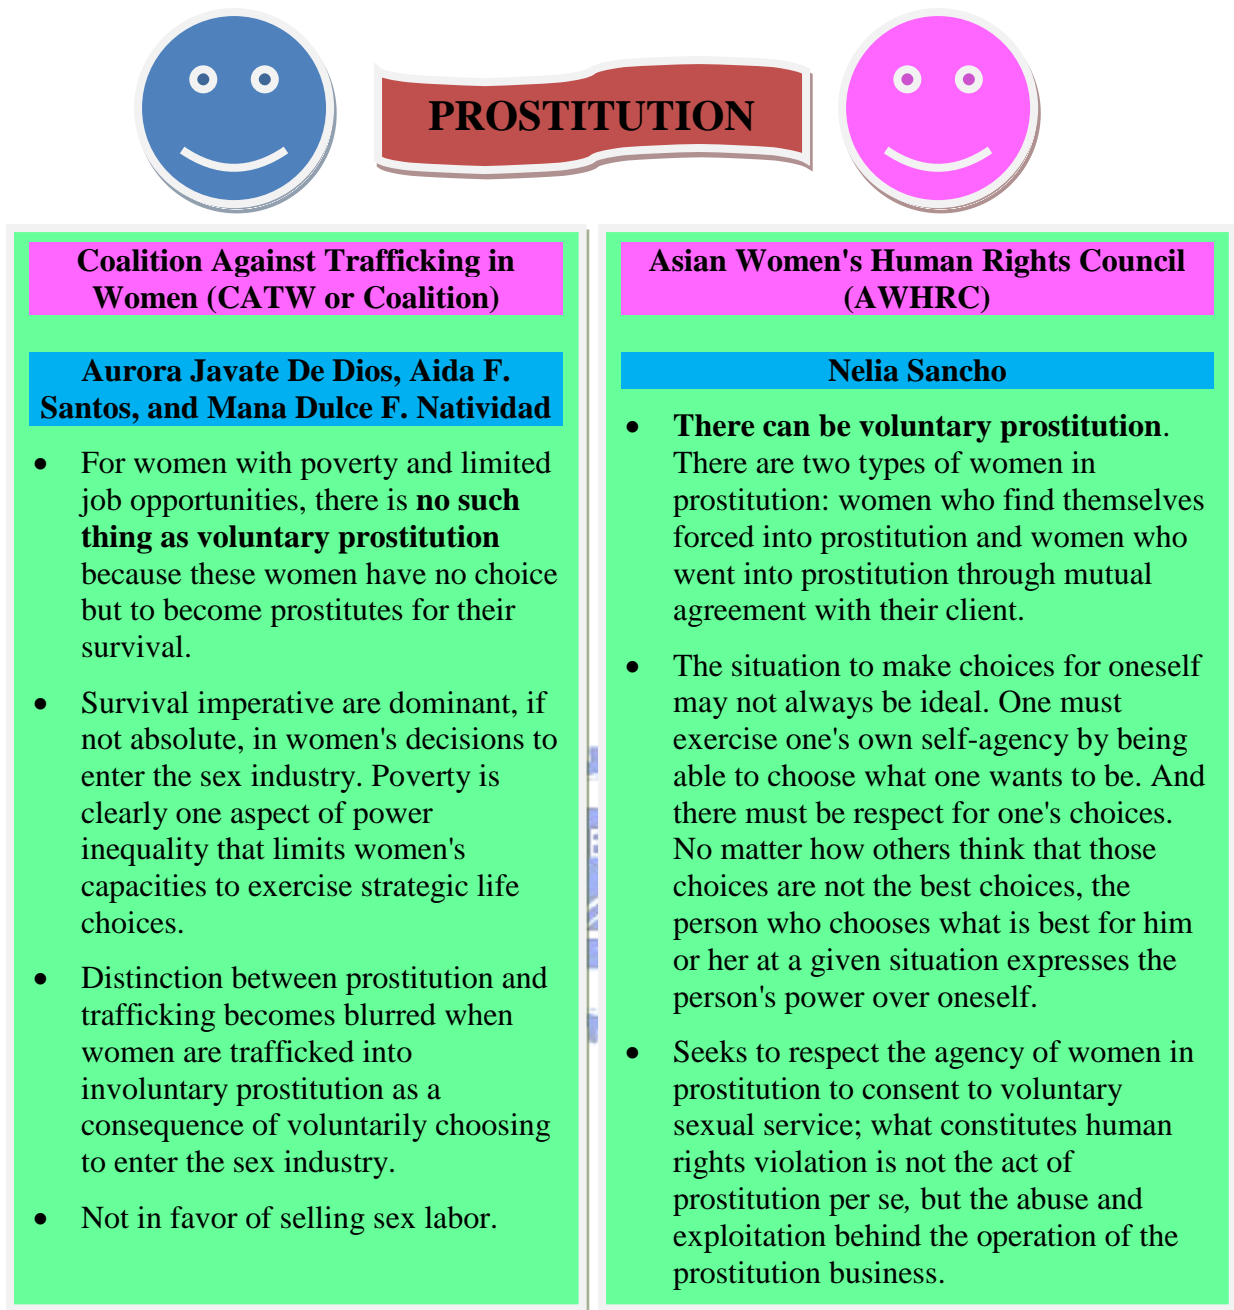 PROSTITUTION
Coalition Against Trafficking in
Women (CATW or Coalition)
Aurora Javate De Dios, Aida F.
Santos, and Mana Dulce F. Natividad
• For women with poverty and limited
job opportunities, there is no such
thing as voluntary prostitution
because these women have no choice
but to become prostitutes for their
survival.
• Survival imperative are dominant, if
not absolute, in women's decisions to
enter the sex industry. Poverty is
clearly one aspect of power
inequality that limits women's
capacities to exercise strategic life
choices.
• Distinction between prostitution and
trafficking becomes blurred when
women are trafficked into
involuntary prostitution as a
consequence of voluntarily choosing
to enter the sex industry.
• Not in favor of selling sex labor.
Asian Women's Human Rights Council
(AWHRC)
Nelia Sancho
• There can be voluntary prostitution.
There are two types of women in
prostitution: women who find themselves
forced into prostitution and women who
went into prostitution through mutual
agreement with their client.
• The situation to make choices for oneself
may not always be ideal. One must
exercise one's own self-agency by being
able to choose what one wants to be. And
there must be respect for one's choices.
No matter how others think that those
choices are not the best choices, the
person who chooses what is best for him
or her at a given situation expresses the
person's power over oneself.
• Seeks to respect the agency of women in
prostitution to consent to voluntary
sexual service; what constitutes human
rights violation is not the act of
prostitution per se, but the abuse and
exploitation behind the operation of the
prostitution business.